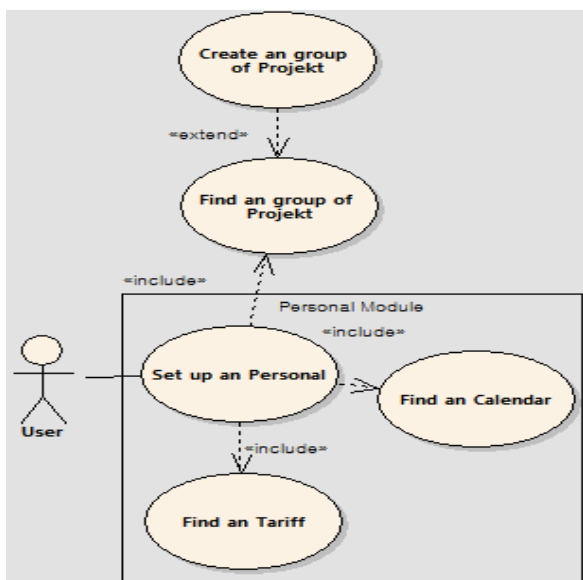 Create an group
of Projekt
«extend»
Find an group of
Projekt
«include»
Personal Module
«include»
Set up an Personal
Find an Calendar
User
«include»
Find an Tariff